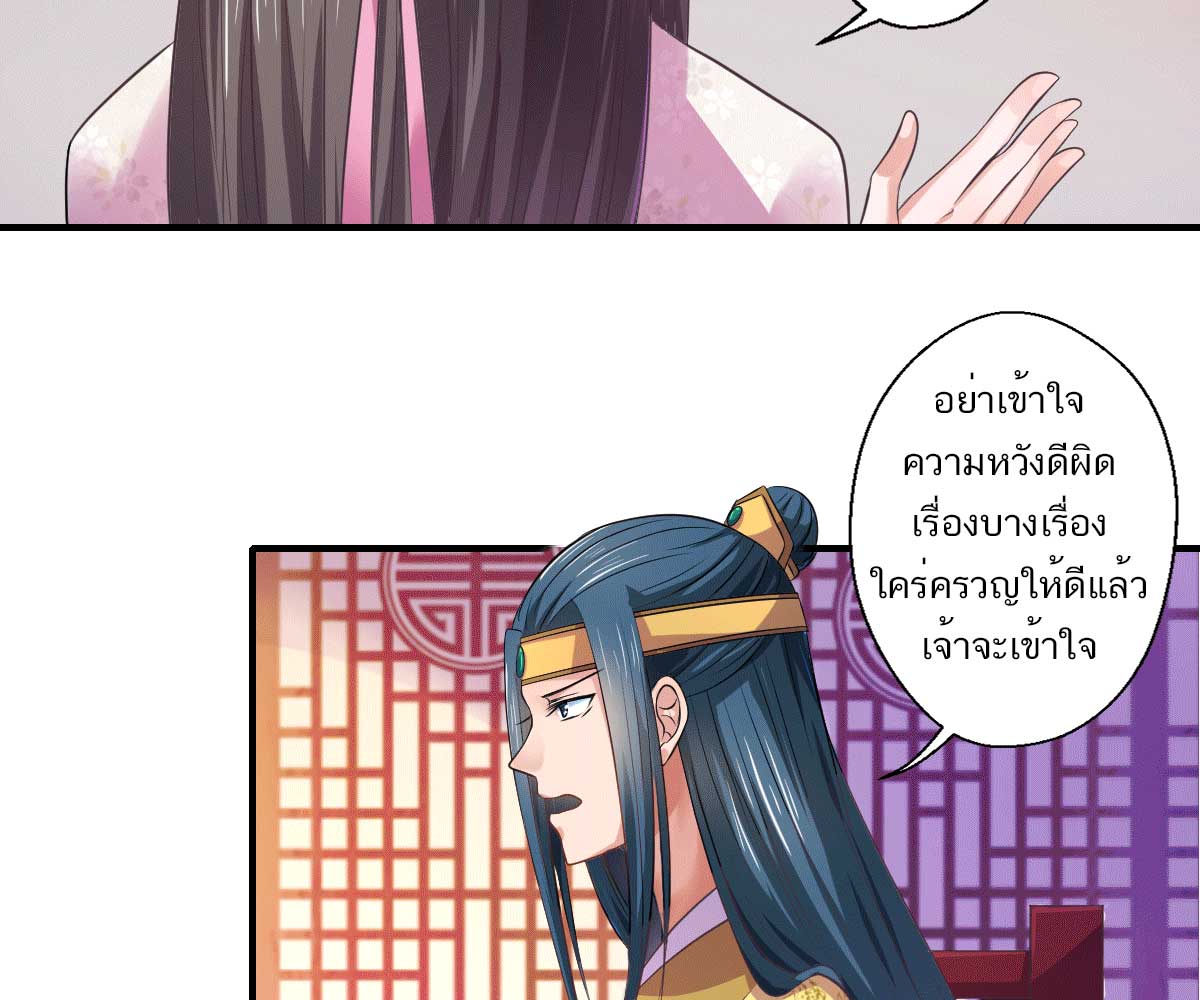 อย่าเข้าใจ
ความหวังดีผิด
เรื่องบางเรื่อง
ใคร่ครวญให้ดีแล้ว
เจ้าจะเข้าใจ